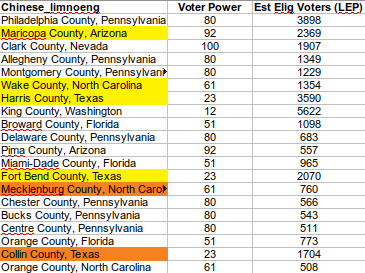 Chinese_limnoeng Voter Power Est Elig Voters (LEP)
Philadelphia County, Pennsylvania 80 3898
Maricopa County, Arizona 92 2369
Clark County, Nevada 100 1907
Allegheny County, Pennsylvania 80 1349
Montgomery County, Pennsylvan 80 1229
Wake County, North Carolina 61 1354
Harris County, Texas 23 3590
King County, Washington 12 5622
Broward County, Florida 51 1098
Delaware County, Pennsylvania 80 683
Pima County, Arizona 92 557
Miami-Dade County, Florida 51 965
Fort Bend County, Texas 23 2070
Mecklenburg County, North Caro 61 760
Chester County, Pennsylvania 80 566
Bucks County, Pennsylvania 80 543
Centre County, Pennsylvania 80 511
Orange County, Florida 51 773
Collin County, Texas 23 1704
Orange County, North Carolina 61 508